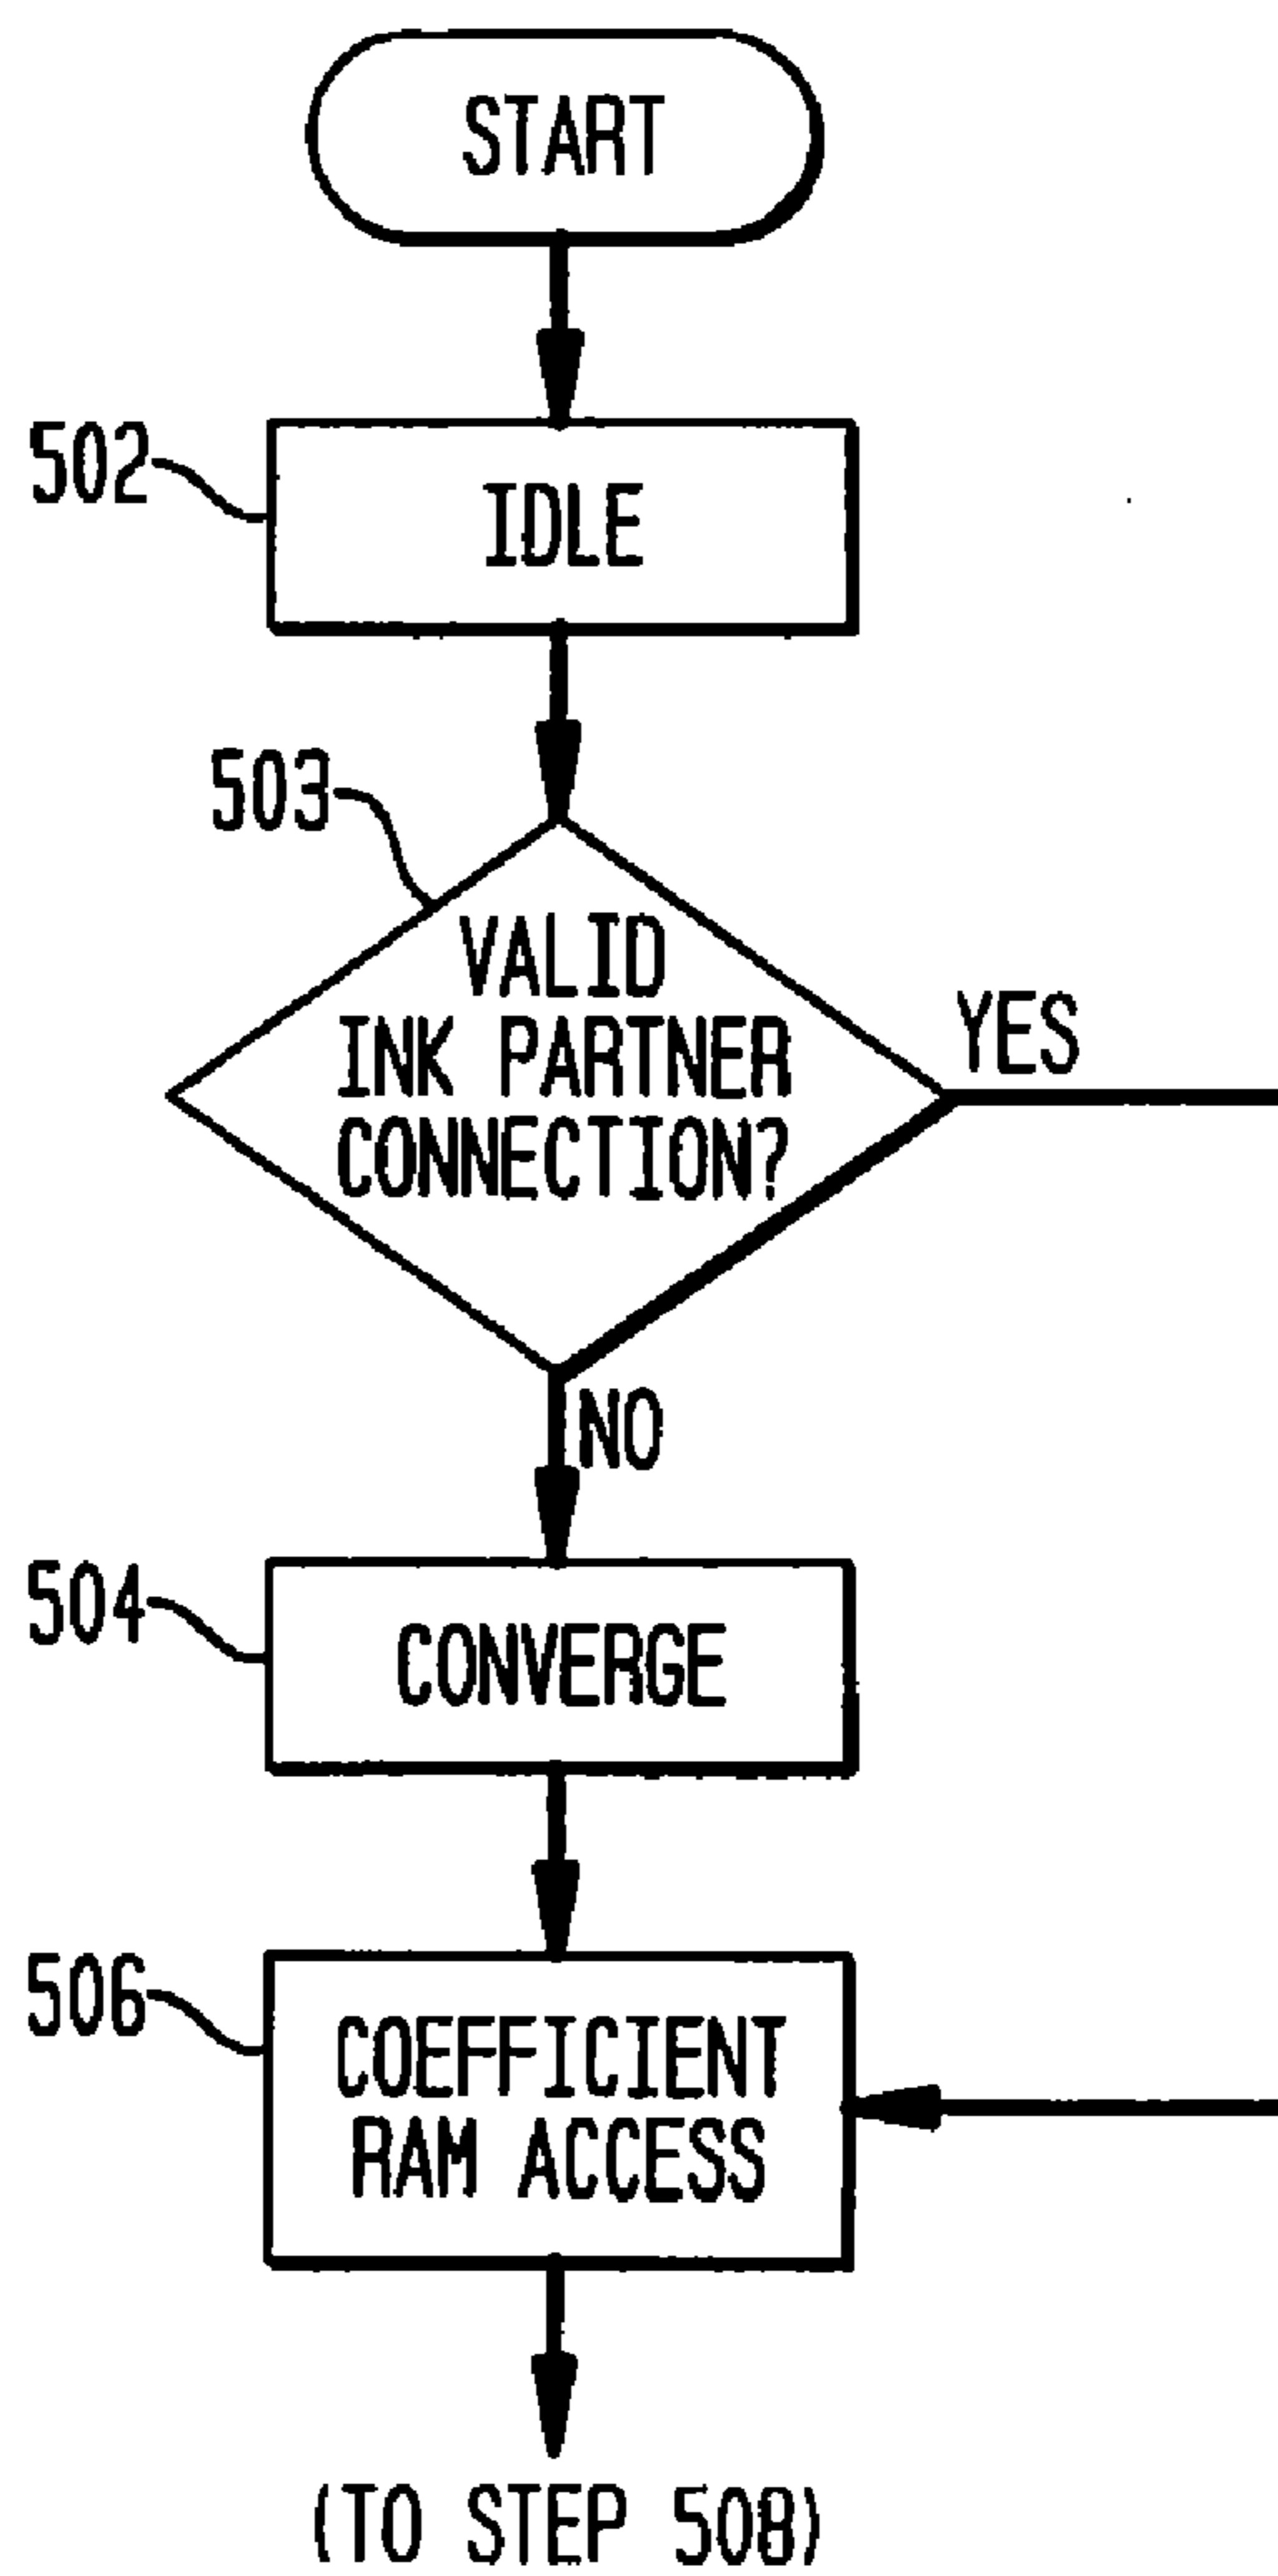 START
502
IDLE
503
VALID
INK PARTNER
CONNECTION?
YES
NO
504
CONVERGE
506
COEFFICIENT
RAM ACCESS
(TO STEP 508)